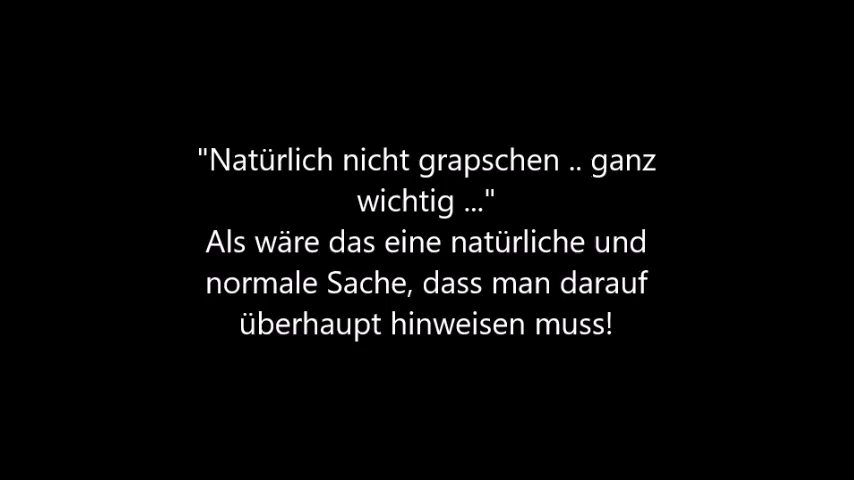 "Natürlich nicht grapschen .. ganz
wichtig ..."
Als wäre das eine natürliche und
normale Sache, dass man darauf
überhaupt hinweisen muss!